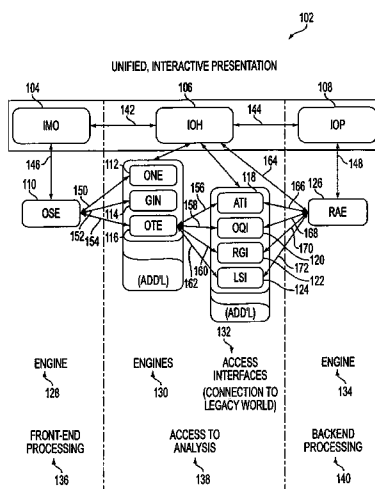 102
UNIFIED, INTERACTIVE PRESENTATION
104
106
108
IMO
142
IOH
144
IOP
146
112
118
164
148
110
150
ONE
156
126
OSE
114
GIN
158
ATI
166
RAE
152
154
OTE
OQI
168
170
116
160
RGI
172
120
162
LSI
122
(ADD'L)
124
(ADD'L)
132
ENGINE
ENGINES
ACCESS
INTERFACES
ENGINE
128
130
(CONNECTION TO
LEGACY WORLD)
134
FRONT-END
PROCESSING
ACCESS TO
ANALYSIS
BACKEND
PROCESSING
136
138
140